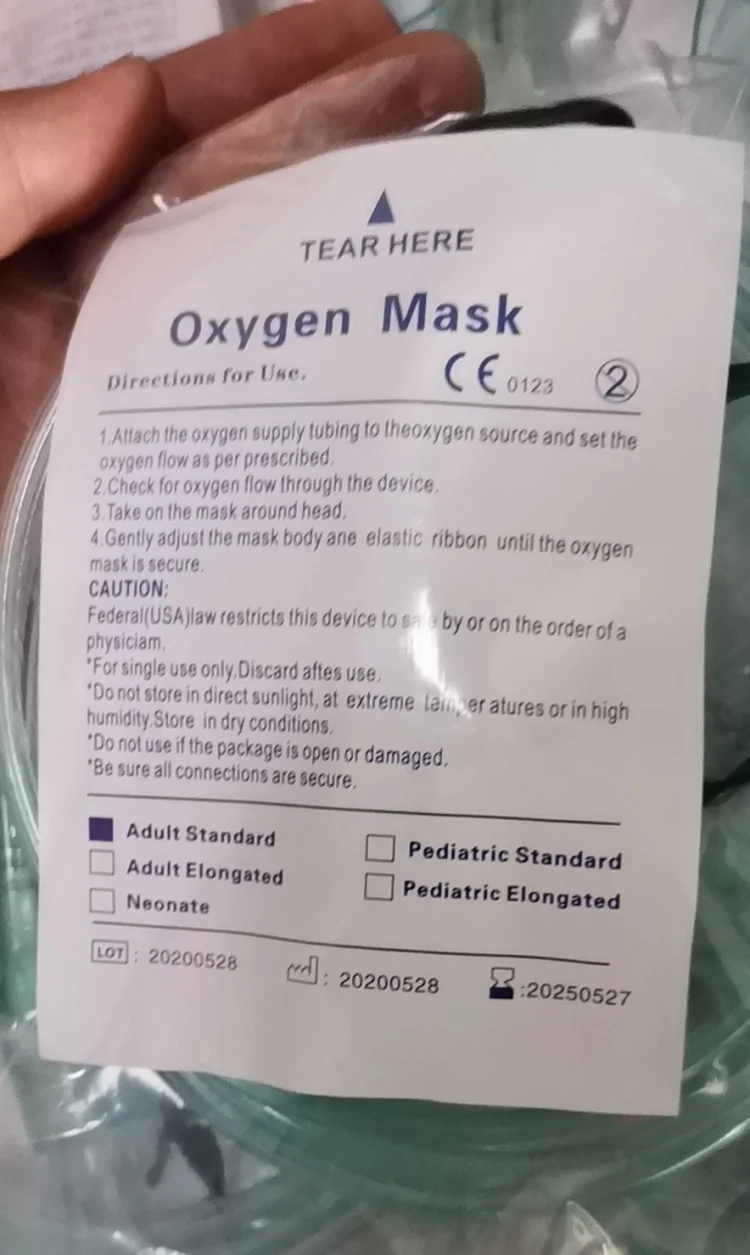 TEAR HERE
Oxygen Mask
Directions for Use. CE 0123 2
1.Attach the oxygen supply tubing to theoxygen source and set the
oxygen flow as per prescribed.
2.Check for oxygen flow through the device.
3.Take on the mask around head.
4.Gently adjust the mask body ane elastic ribbon until the oxygen
mask is secure.
CAUTION:
Federal(USA)law restricts this device to sale by or on the order of a
physiciam.
*For single use only.Discard aftes use.
*Do not store in direct sunlight, at extreme temper atures or in high
humidity.Store in dry conditions.
*Do not use if the package is open or damaged.
*Be sure all connections are secure.
Adult Standard Pediatric Standard
Adult Elongated Pediatric Elongated
Neonate
LOT: 20200528 : 20200528 :20250527